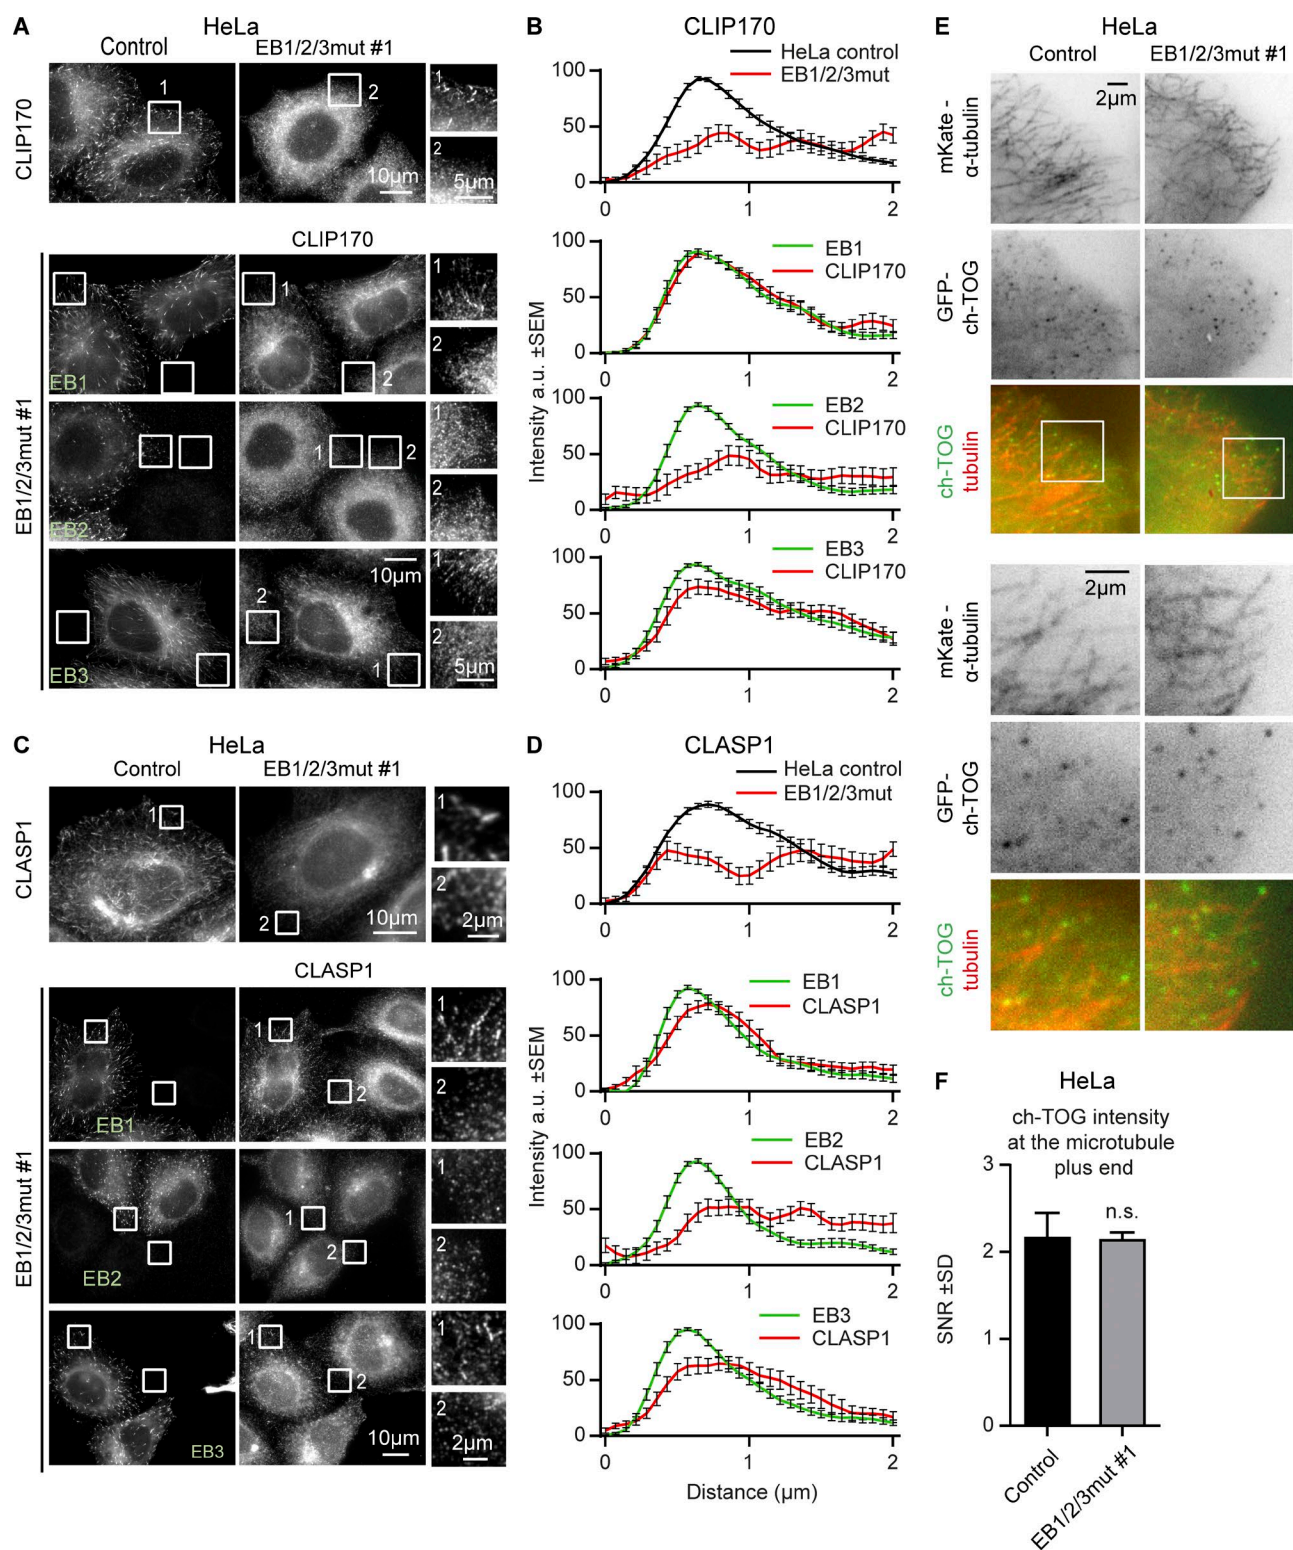 A
HeLa
Control
EB1/2/3mut #1
CLIP170
1
2
10µm
1
2
5µm
CLIP170
EB1/2/3mut #1
EB1
1
2
1
2
EB2
1
2
1
2
EB3
10µm
2
1
1
2
5µm
B
CLIP170
HeLa control
EB1/2/3mut
100
50
0
0
1
2
EB1
CLIP170
100
50
0
0
1
2
EB2
CLIP170
100
50
0
0
1
2
EB3
CLIP170
100
50
0
0
1
2
Intensity a.u. ±SEM
C
HeLa
Control
EB1/2/3mut #1
CLASP1
1
2
10µm
1
2
2µm
CLASP1
EB1/2/3mut #1
EB1
1
2
1
2
EB2
1
2
1
2
EB3
1
2
10µm
1
2
2µm
D
CLASP1
HeLa control
EB1/2/3mut
100
50
0
0
1
2
EB1
CLASP1
100
50
0
0
1
2
EB2
CLASP1
100
50
0
0
1
2
EB3
CLASP1
100
50
0
0
1
2
Intensity a.u. ±SEM
Distance (µm)
E
HeLa
Control
EB1/2/3mut #1
mKate -
α-tubulin
2µm
GFP-
ch-TOG
ch-TOG
tubulin
mKate -
α-tubulin
2µm
GFP-
ch-TOG
ch-TOG
tubulin
F
HeLa
ch-TOG intensity
at the microtubule
plus end
3
2
1
0
SNR ±SD
n.s.
Control
EB1/2/3mut #1